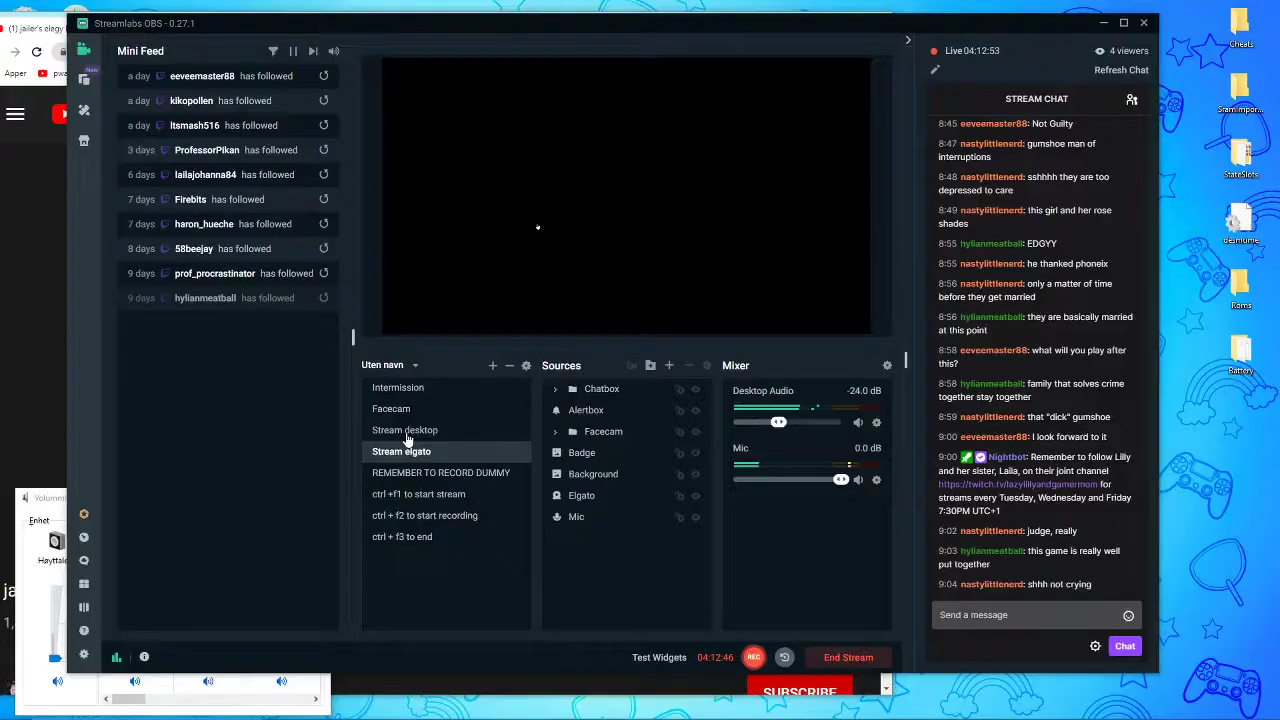 (1) jailer's elegy
Streamlabs OBS - 0.27.1
Apper
pwa
Mini Feed
New
a day eeveemaster88 has followed
a day kikopollen has followed
a day Itsmash516 has followed
3 days ProfessorPIkan has followed
6 days lailajohanna84 has followed
7 days Firebits has followed
7 days haron_hueche has followed
8 days 58beejay has followed
9 days prof_procrastinator has followed
9 days hylianmeatball has followed
Uten navn
Intermission
Facecam
Stream desktop
Stream elgato
REMEMBER TO RECORD DUMMY
ctrl +f1 to start stream
ctrl + f2 to start recording
ctrl + f3 to end
Sources
Chatbox
Alertbox
Facecam
Badge
Background
Elgato
Mic
Mixer
Desktop Audio -24.0 dB
Mic 0.0 dB
Test Widgets 04:12:46 REC End Stream
Live 04:12:53 4 viewers
Refresh Chat
STREAM CHAT
8:45 eeveemaster88: Not Guilty
8:47 nastylittlenerd: gumshoe man of
interruptions
8:48 nastylittlenerd: sshhhh they are too
depressed to care
8:49 nastylittlenerd: this girl and her rose
shades
8:55 hylianmeatball: EDGYY
8:55 nastylittlenerd: he thanked phoneix
8:56 nastylittlenerd: only a matter of time
before they get married
8:56 hylianmeatball: they are basically married
at this point
8:58 eeveemaster88: what will you play after
this?
8:58 hylianmeatball: family that solves crime
together stay together
8:59 nastylittlenerd: that "dick" gumshoe
9:00 eeveemaster88: I look forward to it
9:00 Nightbot: Remember to follow Lilly
and her sister, Laila, on their joint channel
https://twitch.tv/lazylillyandgamermom for
streams every Tuesday, Wednesday and Friday
7:30PM UTC+1
9:02 nastylittlenerd: judge, really
9:03 hylianmeatball: this game is really well
put together
9:04 nastylittlenerd: shhh not crying
Send a message
Chat
Cheats
SramImpor...
StateSlots
desmume
Roms
Battery
Volummi
Enhet
Høyttale
ja
1,
SUBSCRIBE